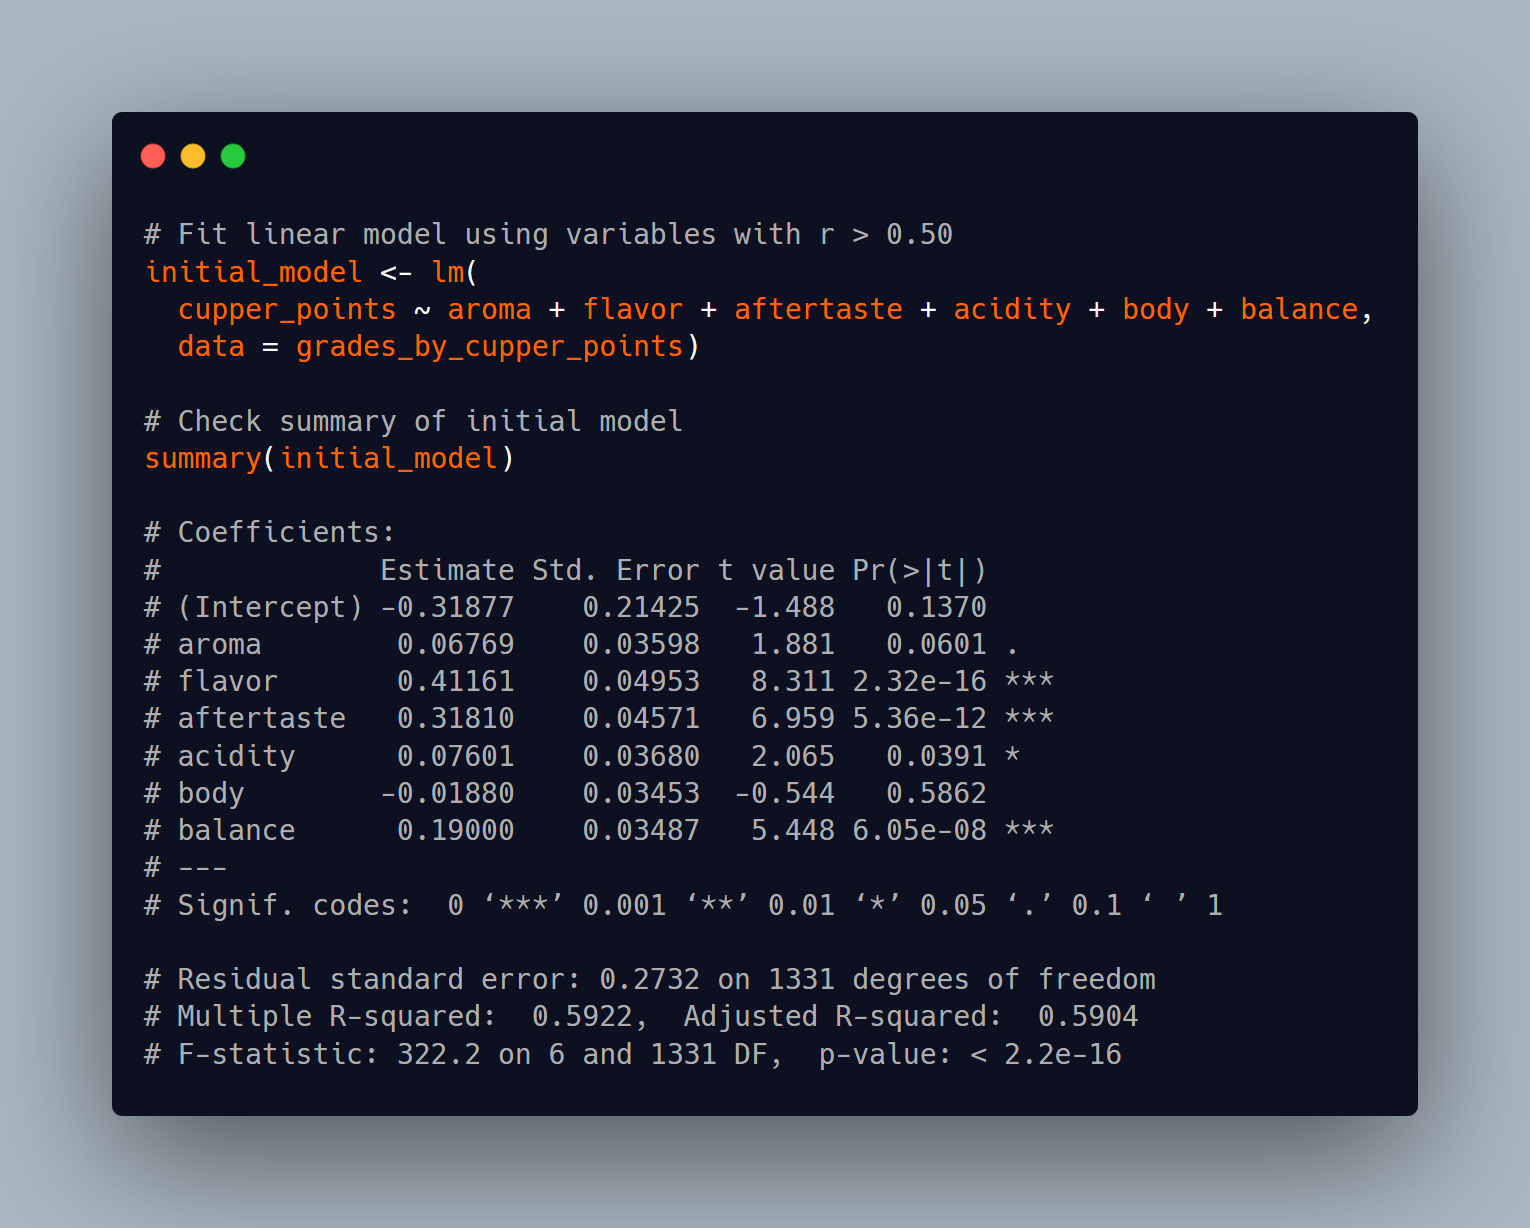 # Fit linear model using variables with r > 0.50
initial_model <- lm(
  cupper_points ~ aroma + flavor + aftertaste + acidity + body + balance,
  data = grades_by_cupper_points)

# Check summary of initial model
summary(initial_model)

# Coefficients:
#             Estimate Std. Error t value Pr(>|t|)
# (Intercept) -0.31877    0.21425  -1.488   0.1370
# aroma        0.06769    0.03598   1.881   0.0601 .
# flavor       0.41161    0.04953   8.311 2.32e-16 ***
# aftertaste   0.31810    0.04571   6.959 5.36e-12 ***
# acidity      0.07601    0.03680   2.065   0.0391 *
# body        -0.01880    0.03453  -0.544   0.5862
# balance      0.19000    0.03487   5.448 6.05e-08 ***
# ---
# Signif. codes:  0 ‘***’ 0.001 ‘**’ 0.01 ‘*’ 0.05 ‘.’ 0.1 ‘ ’ 1

# Residual standard error: 0.2732 on 1331 degrees of freedom
# Multiple R-squared:  0.5922,  Adjusted R-squared:  0.5904
# F-statistic: 322.2 on 6 and 1331 DF,  p-value: < 2.2e-16